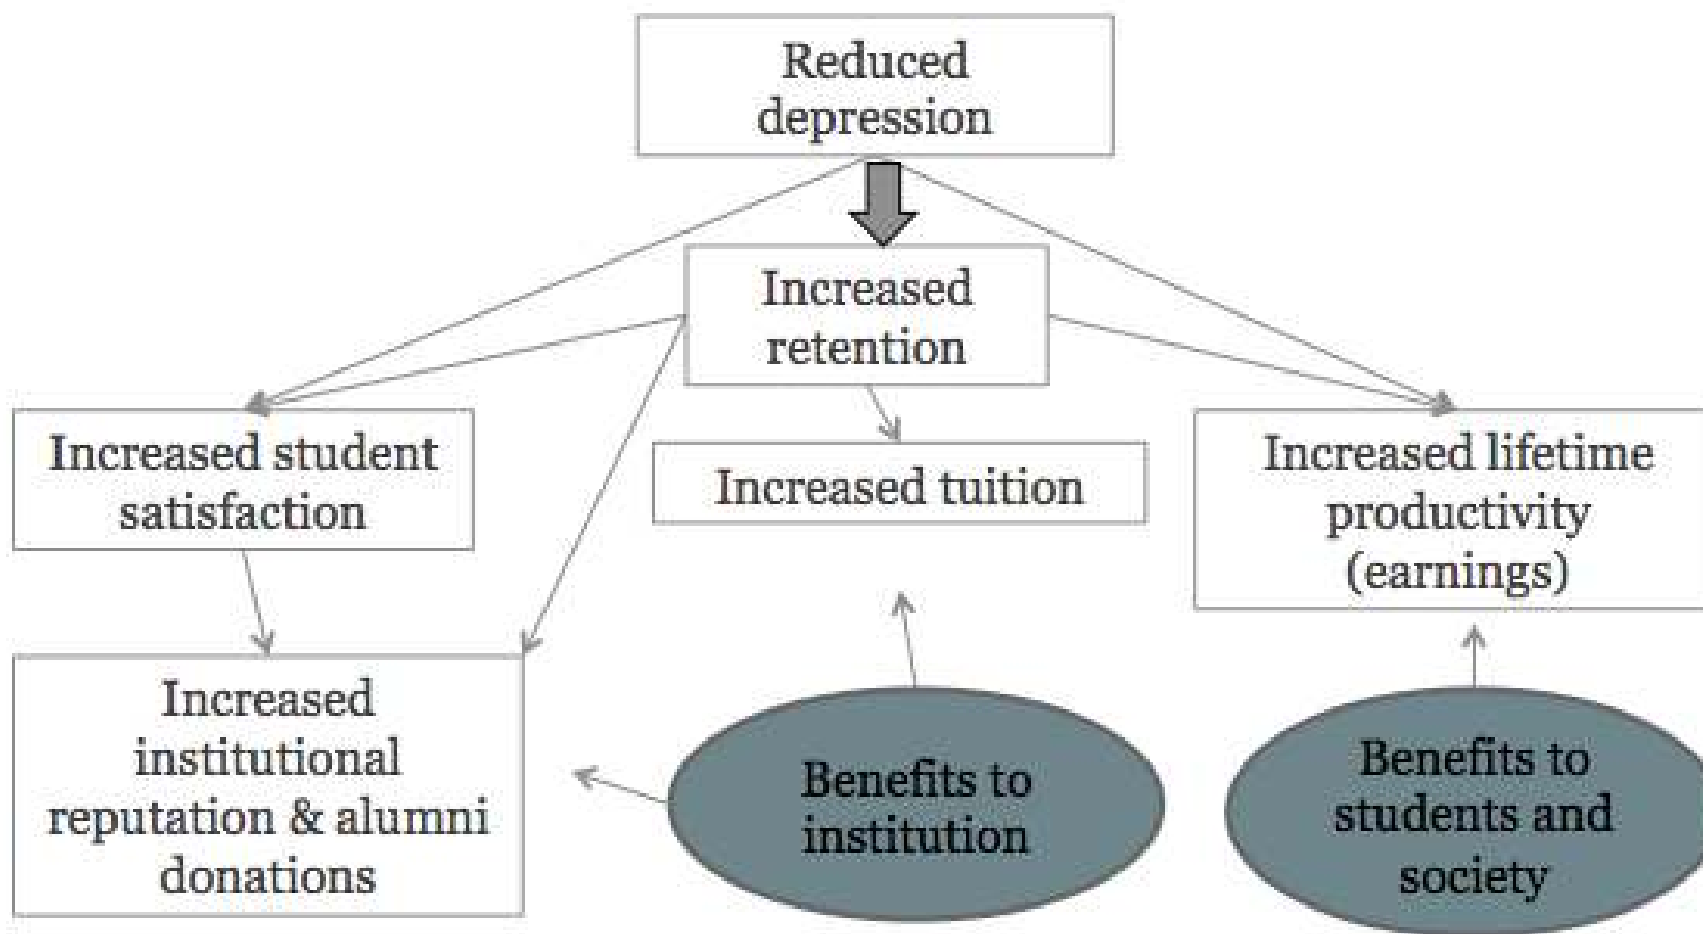 Reduced
depression
Increased
retention
Increased student
satisfaction
Increased tuition
Increased lifetime
productivity
(earnings)
Increased
institutional
reputation & alumni
donations
Benefits to
institution
Benefits to
students and
society